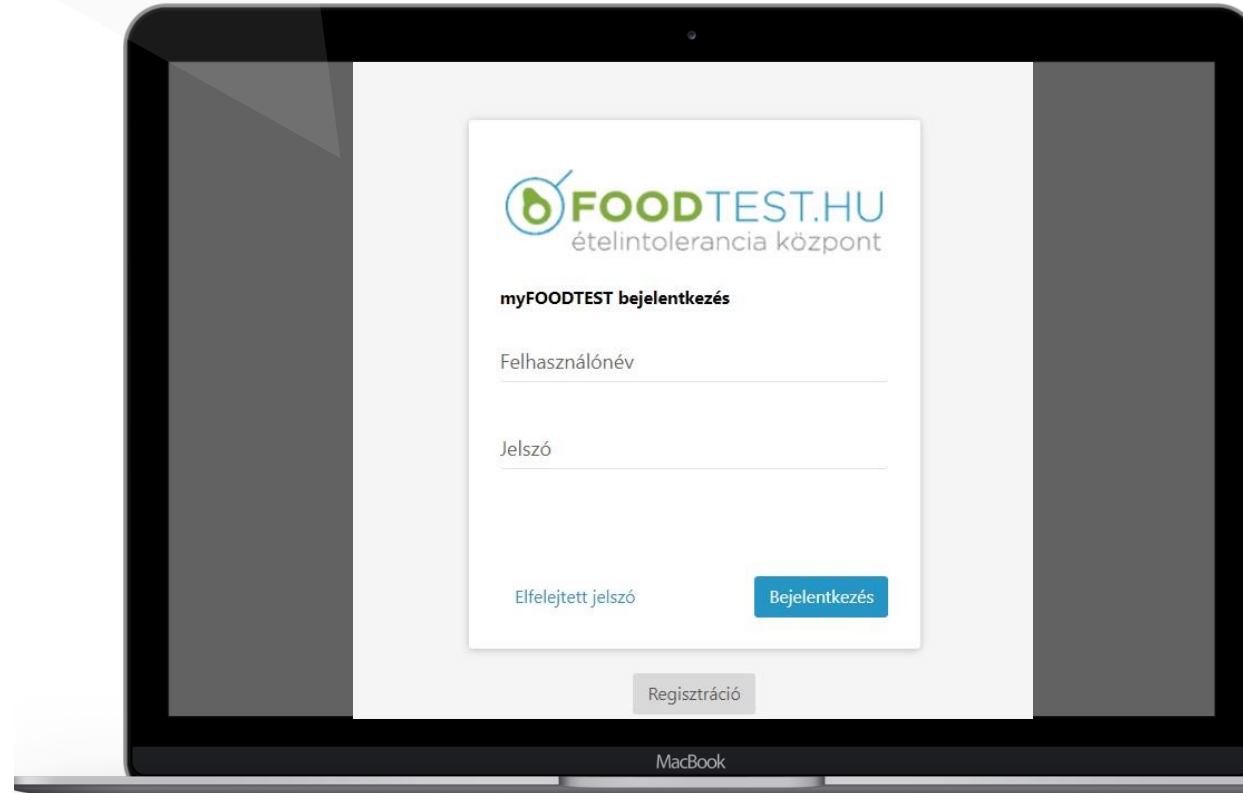 FOODTEST.HU
ételintolerancia központ
myFOODTEST bejelentkezés
Felhasználónév
Jelszó
Elfelejtett jelszó
Bejelentkezés
Regisztráció
MacBook